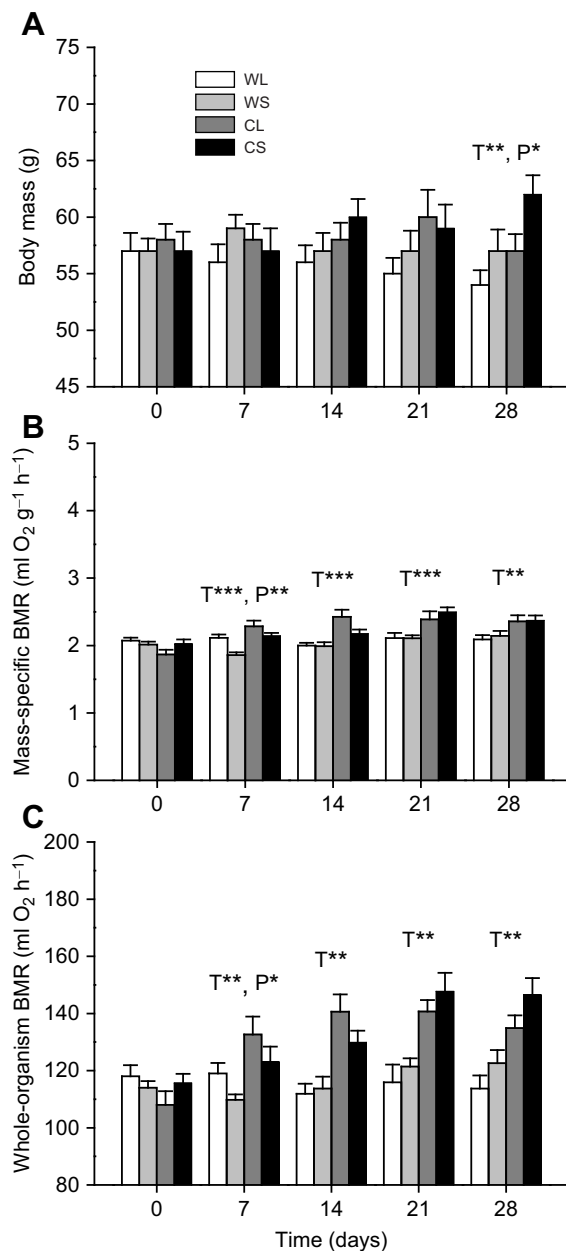 A
Body mass (g)
75
70
65
60
55
50
45
WL
WS
CL
CS
T**, P*
0 7 14 21 28
B
Mass-specific BMR (ml O₂ g⁻¹ h⁻¹)
5
4
3
2
1
0
T***, P**
T***
T***
T**
0 7 14 21 28
C
Whole-organism BMR (ml O₂ h⁻¹)
200
180
160
140
120
100
80
T**, P*
T**
T**
T**
0 7 14 21 28
Time (days)